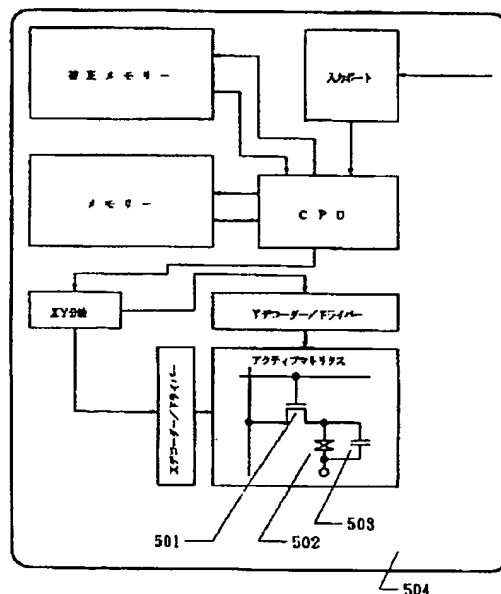 補正メモリー
入力ポート
メモリー
CPU
XY分岐
Yデコーダー/ドライバー
Xデコーダー/ドライバー
アクティブマトリクス
501
502
503
504